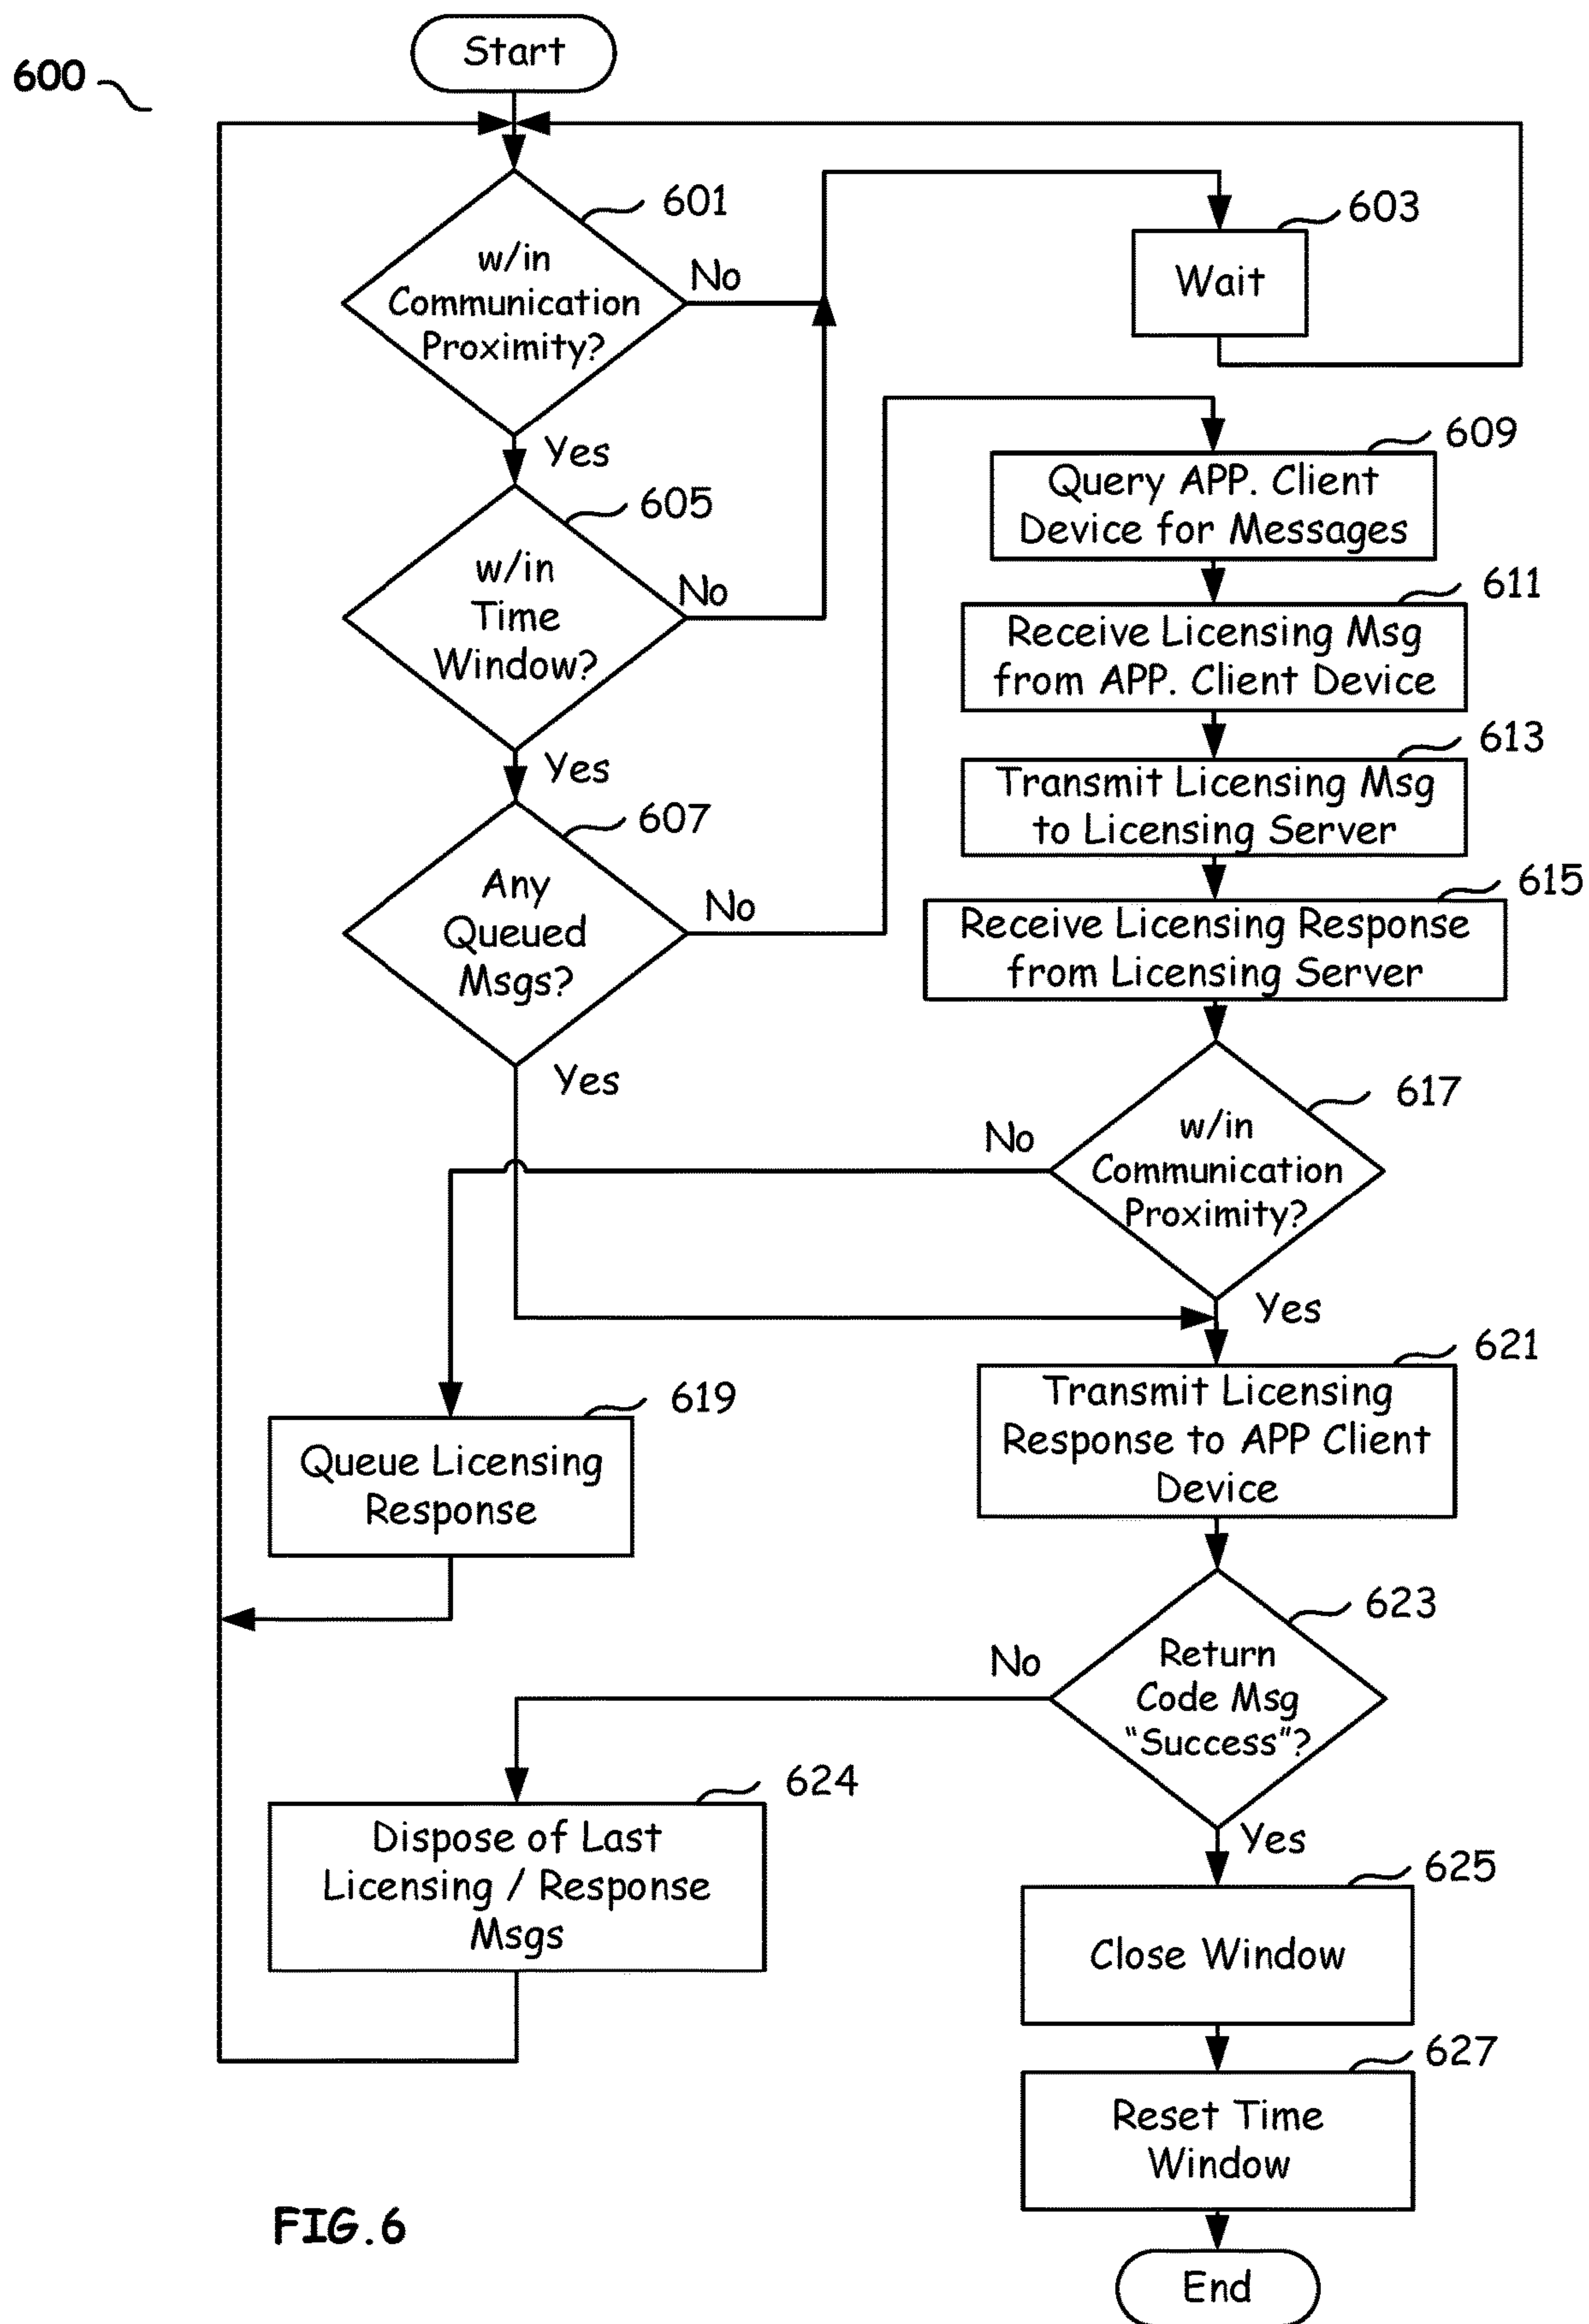 600
Start
601
w/in
Communication
Proximity?
No
Yes
603
Wait
605
w/in
Time
Window?
No
Yes
607
Any
Queued
Msgs?
No
Yes
609
Query APP. Client
Device for Messages
611
Receive Licensing Msg
from APP. Client Device
613
Transmit Licensing Msg
to Licensing Server
615
Receive Licensing Response
from Licensing Server
617
w/in
Communication
Proximity?
No
Yes
619
Queue Licensing
Response
621
Transmit Licensing
Response to APP Client
Device
623
Return
Code Msg
“Success”?
No
Yes
624
Dispose of Last
Licensing / Response
Msgs
625
Close Window
627
Reset Time
Window
End
FIG.6